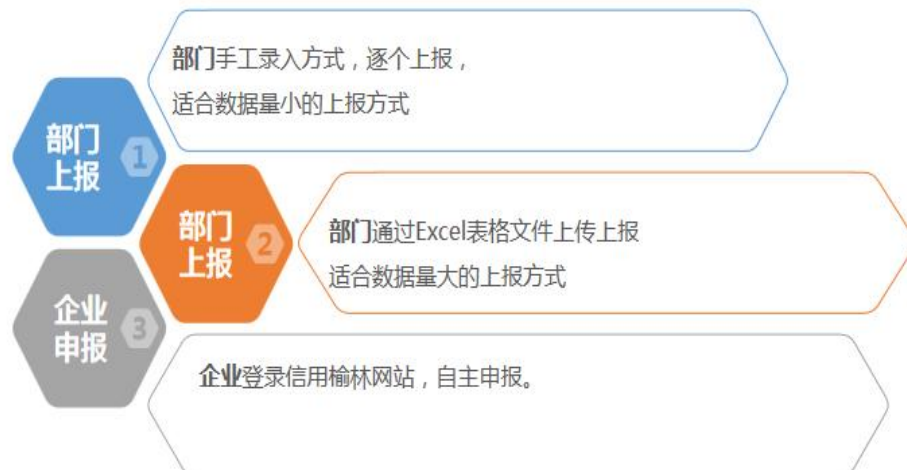 部门手工录入方式，逐个上报，
适合数据量小的上报方式
部门
上报
1
部门
上报
2
部门通过Excel表格文件上传上报
适合数据量大的上报方式
企业
申报
3
企业登录信用榆林网站，自主申报。